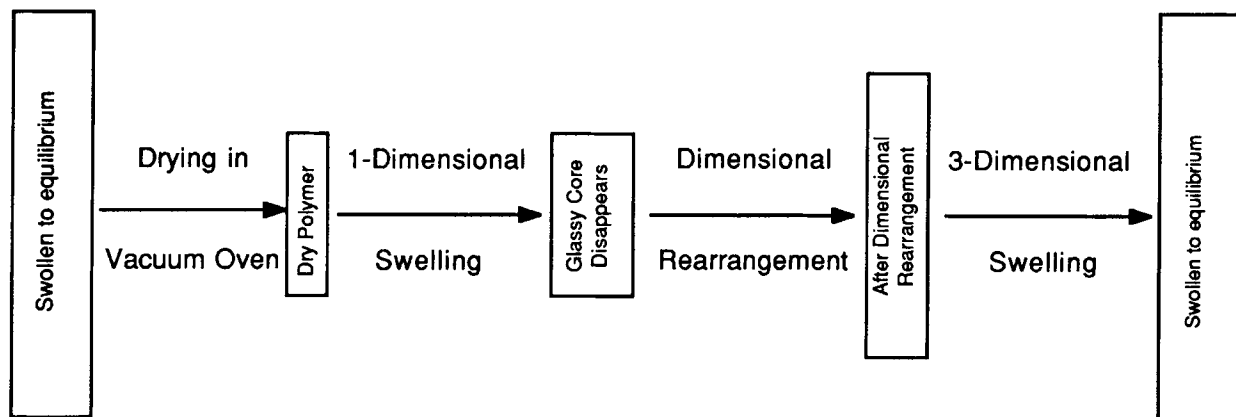 Swollen to equilibrium
Drying in
Vacuum Oven
Dry Polymer
1-Dimensional
Swelling
Glassy Core
Disappears
Dimensional
Rearrangement
After Dimensional
Rearrangement
3-Dimensional
Swelling
Swollen to equilibrium